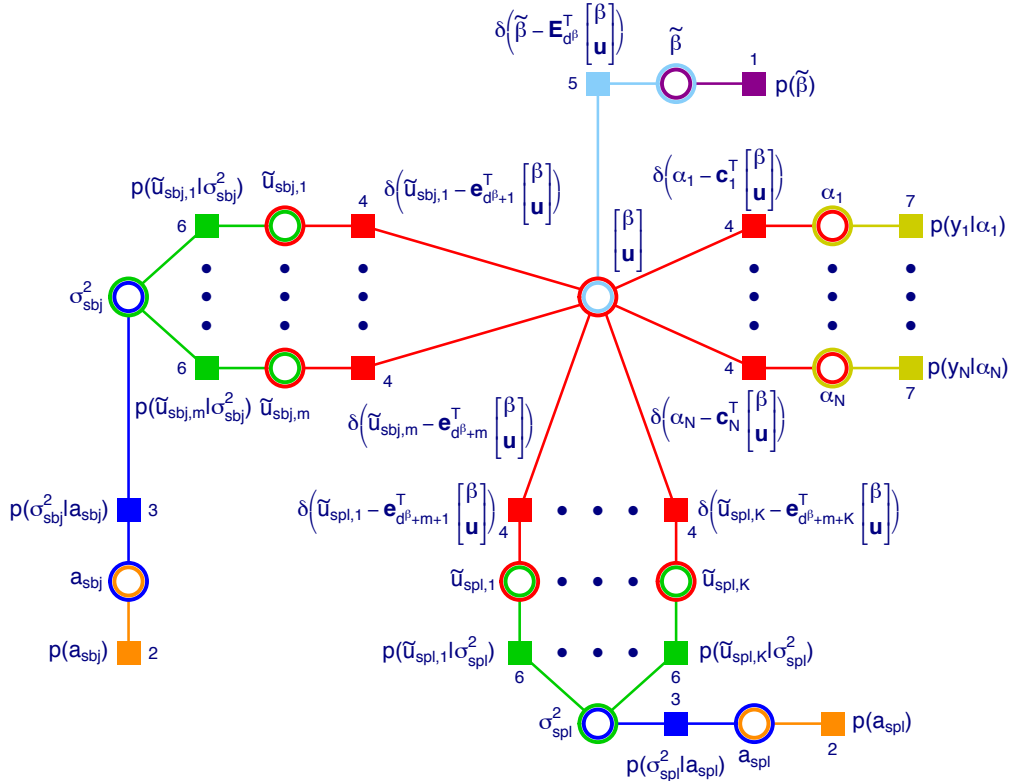 δ(β̃ − E_{d^β}^T [β u])
β̃
1
5
p(β̃)
p(ũ_{sbj,1}|σ²_{sbj})
ũ_{sbj,1}
δ(ũ_{sbj,1} − e_{d^β+1}^T [β u])
4
6
[β u]
δ(α_1 − c_1^T [β u])
4
α_1
7
p(y_1|α_1)
σ²_{sbj}
6
p(ũ_{sbj,m}|σ²_{sbj})
ũ_{sbj,m}
4
δ(ũ_{sbj,m} − e_{d^β+m}^T [β u])
4
δ(α_N − c_N^T [β u])
α_N
p(y_N|α_N)
7
p(σ²_{sbj}|a_{sbj})
3
δ(ũ_{spl,1} − e_{d^β+m+1}^T [β u])
4
4
δ(ũ_{spl,K} − e_{d^β+m+K}^T [β u])
a_{sbj}
ũ_{spl,1}
ũ_{spl,K}
p(a_{sbj})
2
p(ũ_{spl,1}|σ²_{spl})
6
6
p(ũ_{spl,K}|σ²_{spl})
σ²_{spl}
3
p(σ²_{spl}|a_{spl})
a_{spl}
2
p(a_{spl})